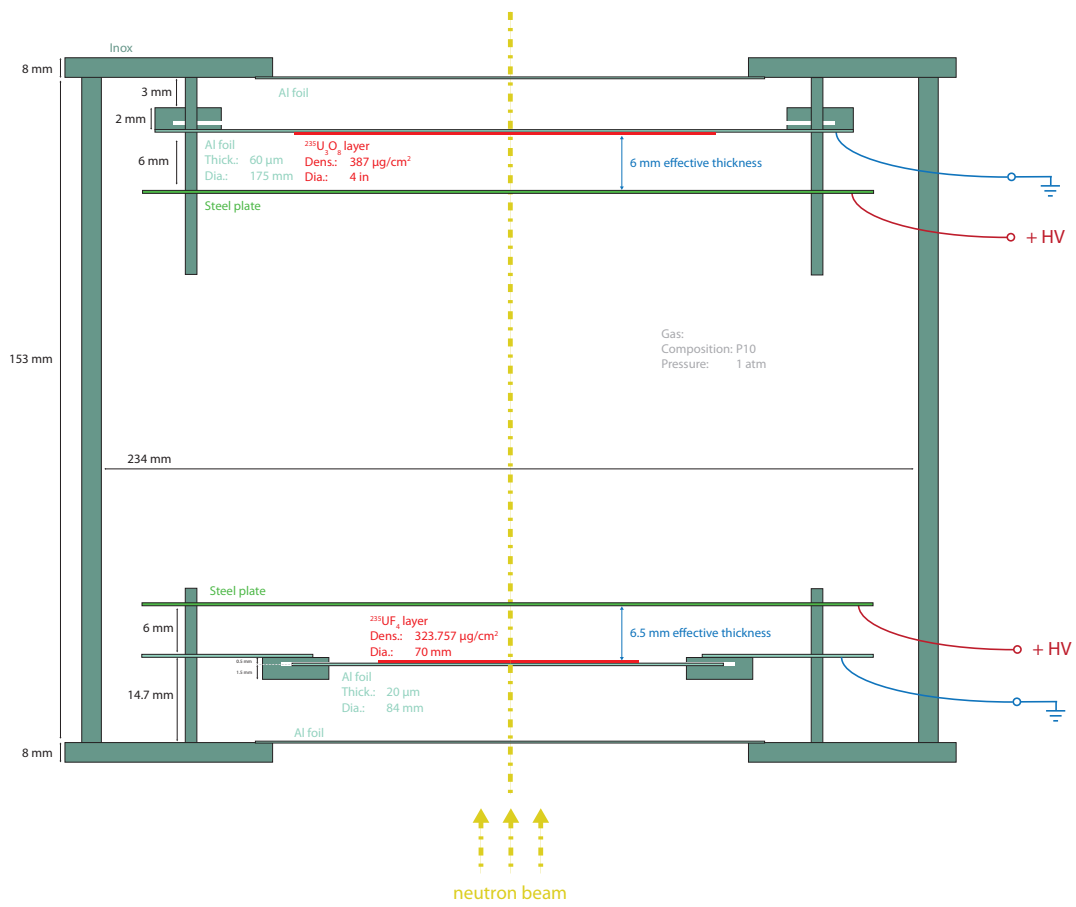 Inox
8 mm
3 mm
Al foil
2 mm
Al foil
Thick.: 60 µm
Dia.: 175 mm
²³⁵U₃O₈ layer
Dens.: 387 µg/cm²
Dia.: 4 in
6 mm
6 mm effective thickness
Steel plate
+ HV
Gas:
Composition: P10
Pressure: 1 atm
153 mm
234 mm
Steel plate
²³⁵UF₄ layer
Dens.: 323.757 µg/cm²
Dia.: 70 mm
6 mm
6.5 mm effective thickness
+ HV
0.5 mm
1.5 mm
Al foil
Thick.: 20 µm
Dia.: 84 mm
14.7 mm
Al foil
8 mm
neutron beam